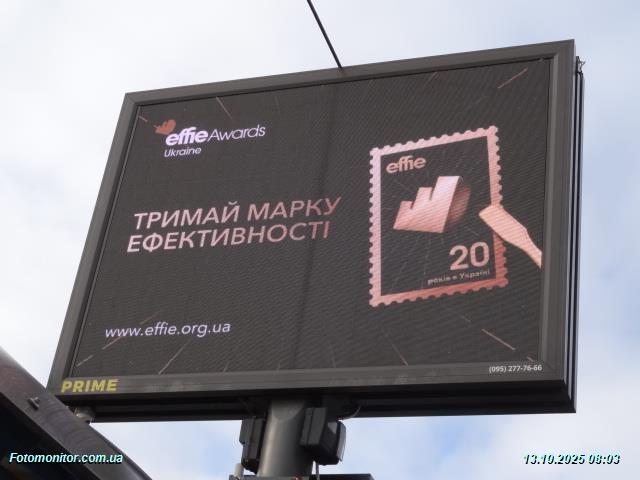 effie Awards
Ukraine
ТРИМАЙ МАРКУ
ЕФЕКТИВНОСТІ
effie
20
років в Україні
www.effie.org.ua
PRIME
(095) 277-76-66
Fotomonitor.com.ua
13.10.2025 08:03